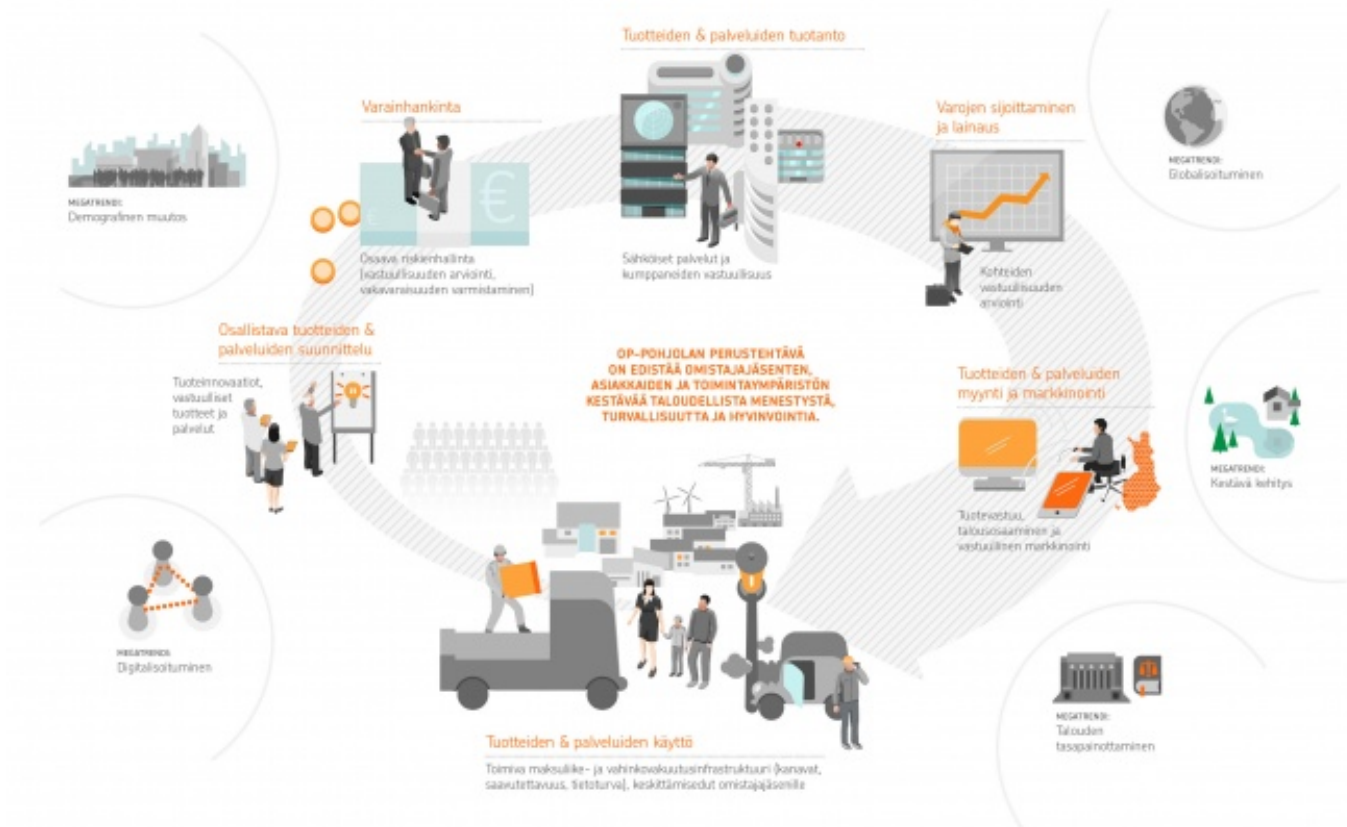 Tuotteiden & palveluiden tuotanto
Sähköiset palvelut ja
kumppaneiden vastuullisuus
Varainhankinta
€
Osaava riskienhallinta
(vastuullisuuden arviointi,
vakavaraisuuden varmistaminen)
Varojen sijoittaminen
ja lainaus
Kohteiden
vastuullisuuden
arviointi
MEGATRENDI:
Globalisoituminen
MEGATRENDI:
Demografinen muutos
Osallistava tuotteiden &
palveluiden suunnittelu
Tuoteinnovaatiot,
vastuulliset
tuotteet ja
palvelut
OP-POHJOLAN PERUSTEHTÄVÄ
ON EDISTÄÄ OMISTAJAJÄSENTEN,
ASIAKKAIDEN JA TOIMINTAYMPÄRISTÖN
KESTÄVÄÄ TALOUDELLISTA MENESTYSTÄ,
TURVALLISUUTTA JA HYVINVOINTIA.
Tuotteiden & palveluiden
myynti ja markkinointi
Tuotevastuu,
talousosaaminen ja
vastuullinen markkinointi
MEGATRENDI:
Kestävä kehitys
MEGATRENDI:
Digitalisoituminen
MEGATRENDI:
Talouden
tasapainottaminen
Tuotteiden & palveluiden käyttö
Toimiva maksuliike- ja vahinkovakuutusinfrastruktuuri (kanavat,
saavutettavuus, tietoturva), keskittämisedut omistajajäsenille